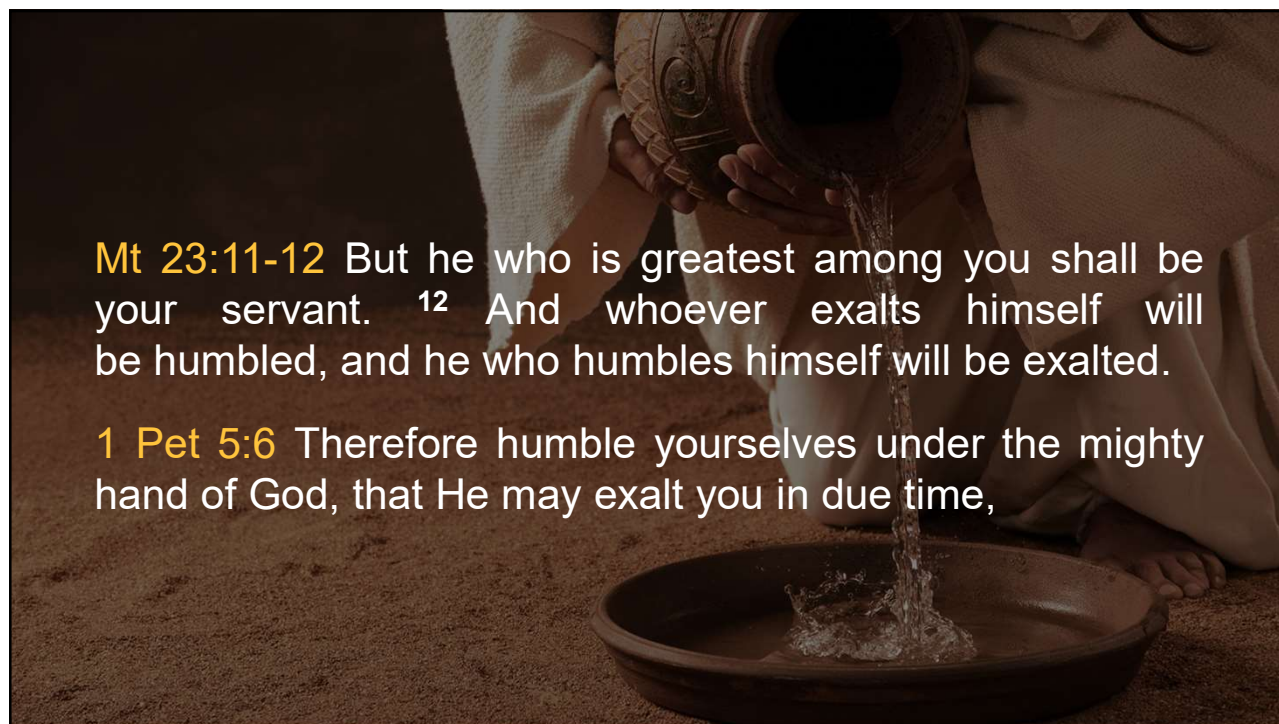 Mt 23:11-12 But he who is greatest among you shall be
your servant. 12 And whoever exalts himself will
be humbled, and he who humbles himself will be exalted.
1 Pet 5:6 Therefore humble yourselves under the mighty
hand of God, that He may exalt you in due time,